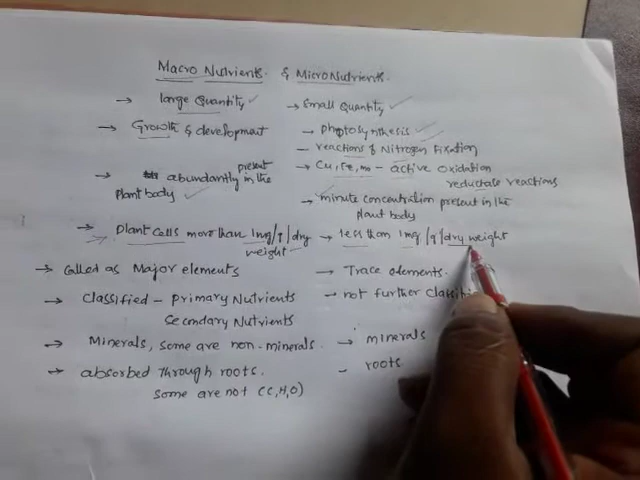 Macro Nutrients & Micro Nutrients.
→ large Quantity
→ Small Quantity
→ Growth & development
→ Photosynthesis
- reactions of Nitrogen Fixation
→ Cu, Fe, Mn - active Oxidation
reductase reactions
→ abundantly present in the
Plant body
→ minute concentration present in the
plant body
→ Plant cells more than 1mg/g/dry
weight
→ less than 1mg/g/dry weight
→ called as Major elements
→ Trace elements.
→ Classified - Primary Nutrients
Secondary Nutrients
→ not further
→ Minerals, some are non-minerals.
→ minerals
→ absorbed through roots.
some are not (C,H,O)
- roots